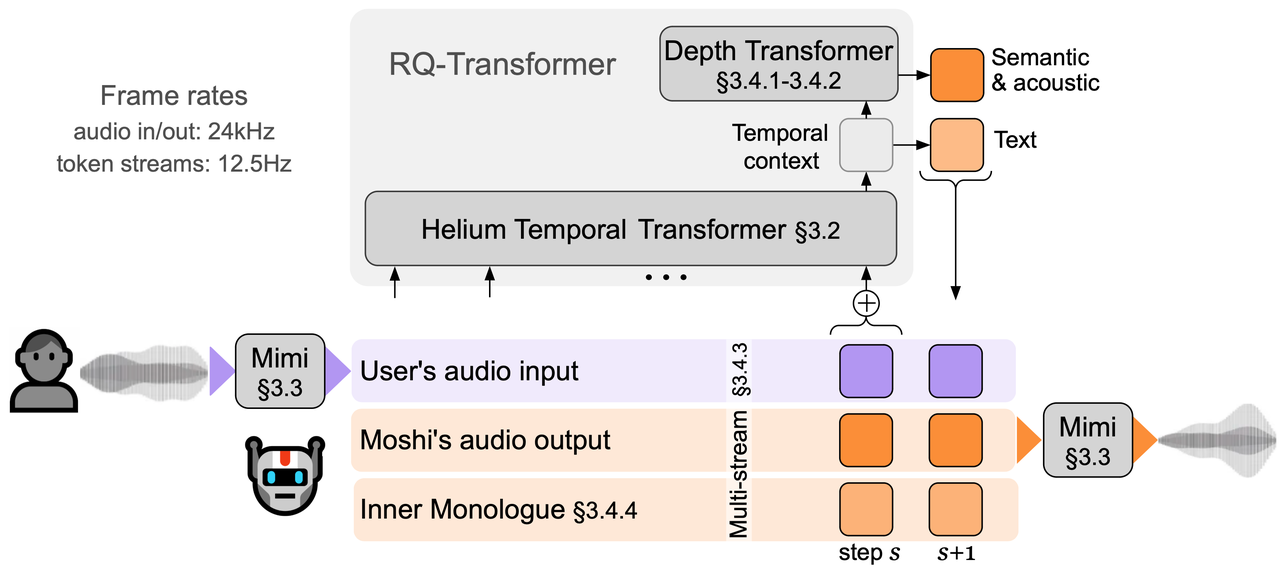 RQ-Transformer
Depth Transformer
§3.4.1-3.4.2
Semantic
& acoustic
Frame rates
audio in/out: 24kHz
token streams: 12.5Hz
Temporal
context
Text
Helium Temporal Transformer §3.2
...
Mimi
§3.3
User's audio input
Moshi's audio output
Inner Monologue §3.4.4
Multi-stream §3.4.3
Mimi
§3.3
step s
s+1